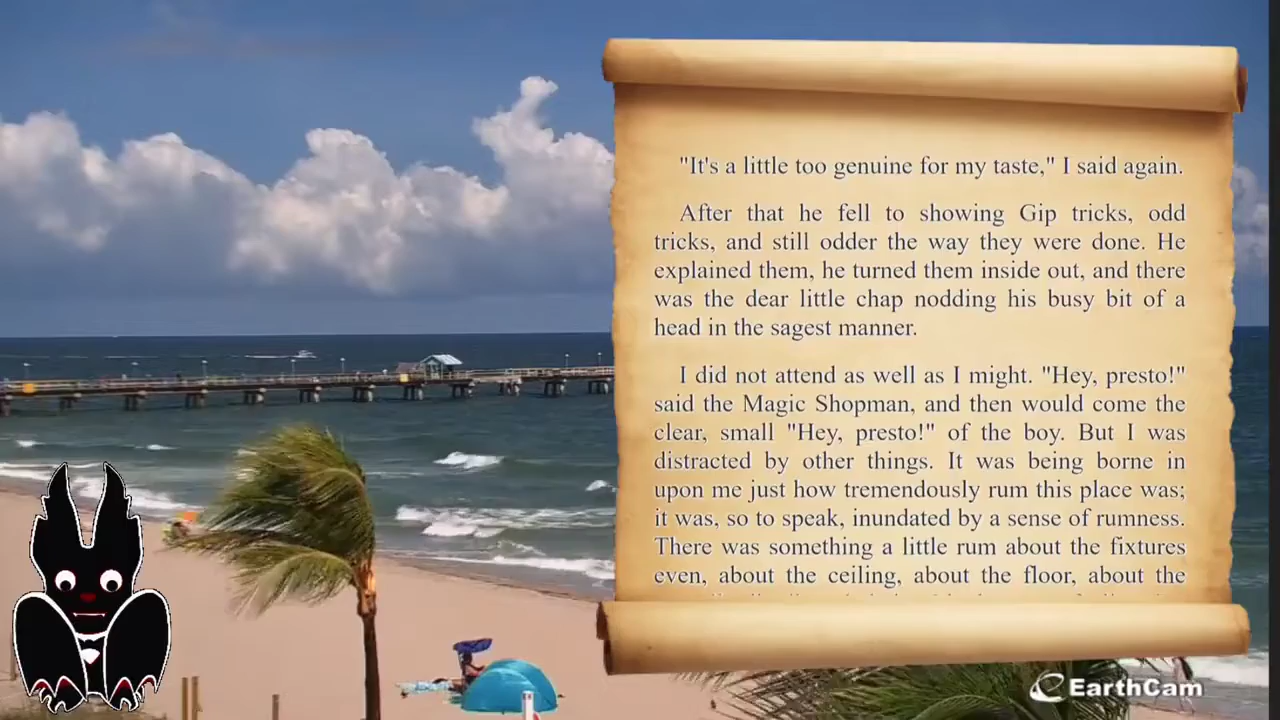 "It's a little too genuine for my taste," I said again.
After that he fell to showing Gip tricks, odd
tricks, and still odder the way they were done. He
explained them, he turned them inside out, and there
was the dear little chap nodding his busy bit of a
head in the sagest manner.
I did not attend as well as I might. "Hey, presto!"
said the Magic Shopman, and then would come the
clear, small "Hey, presto!" of the boy. But I was
distracted by other things. It was being borne in
upon me just how tremendously rum this place was;
it was, so to speak, inundated by a sense of rumness.
There was something a little rum about the fixtures
even, about the ceiling, about the floor, about the
EarthCam